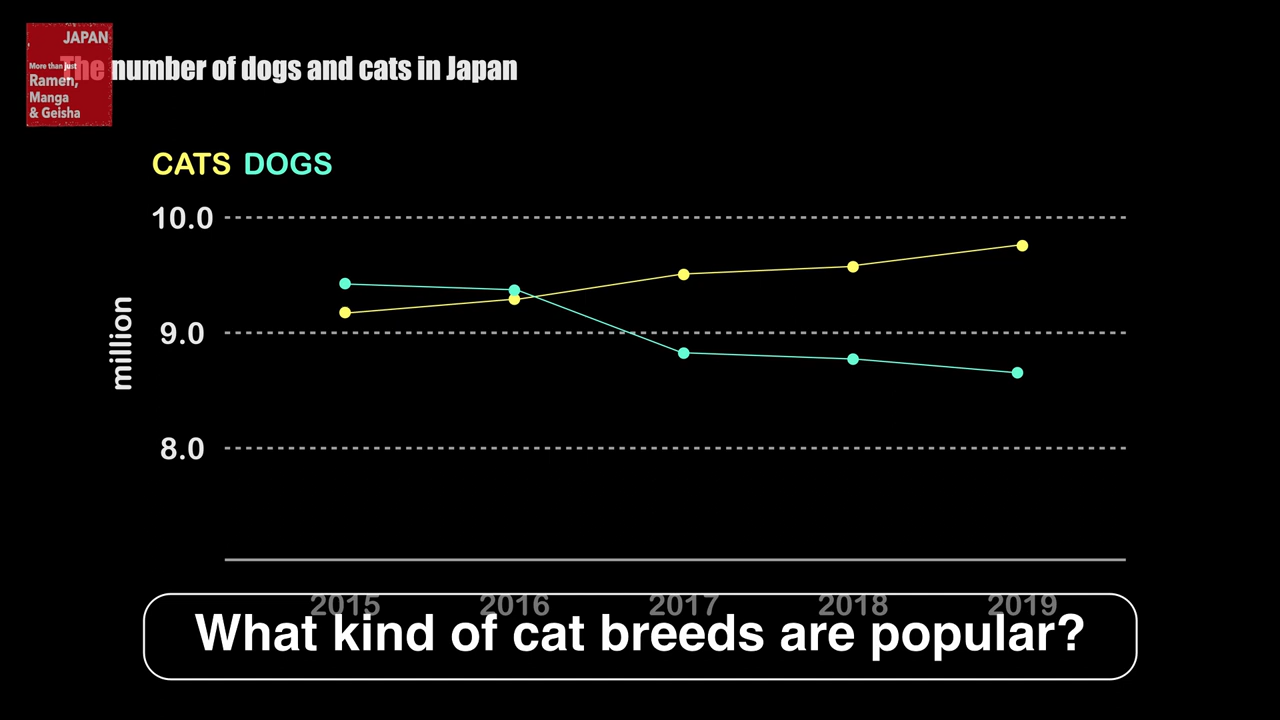 JAPAN
More than just
Ramen,
Manga
& Geisha
The number of dogs and cats in Japan
CATS DOGS
10.0
9.0
8.0
million
2015 2016 2017 2018 2019
What kind of cat breeds are popular?